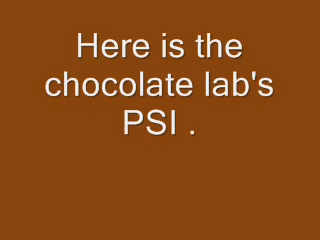 Here is the
chocolate lab's
PSI .